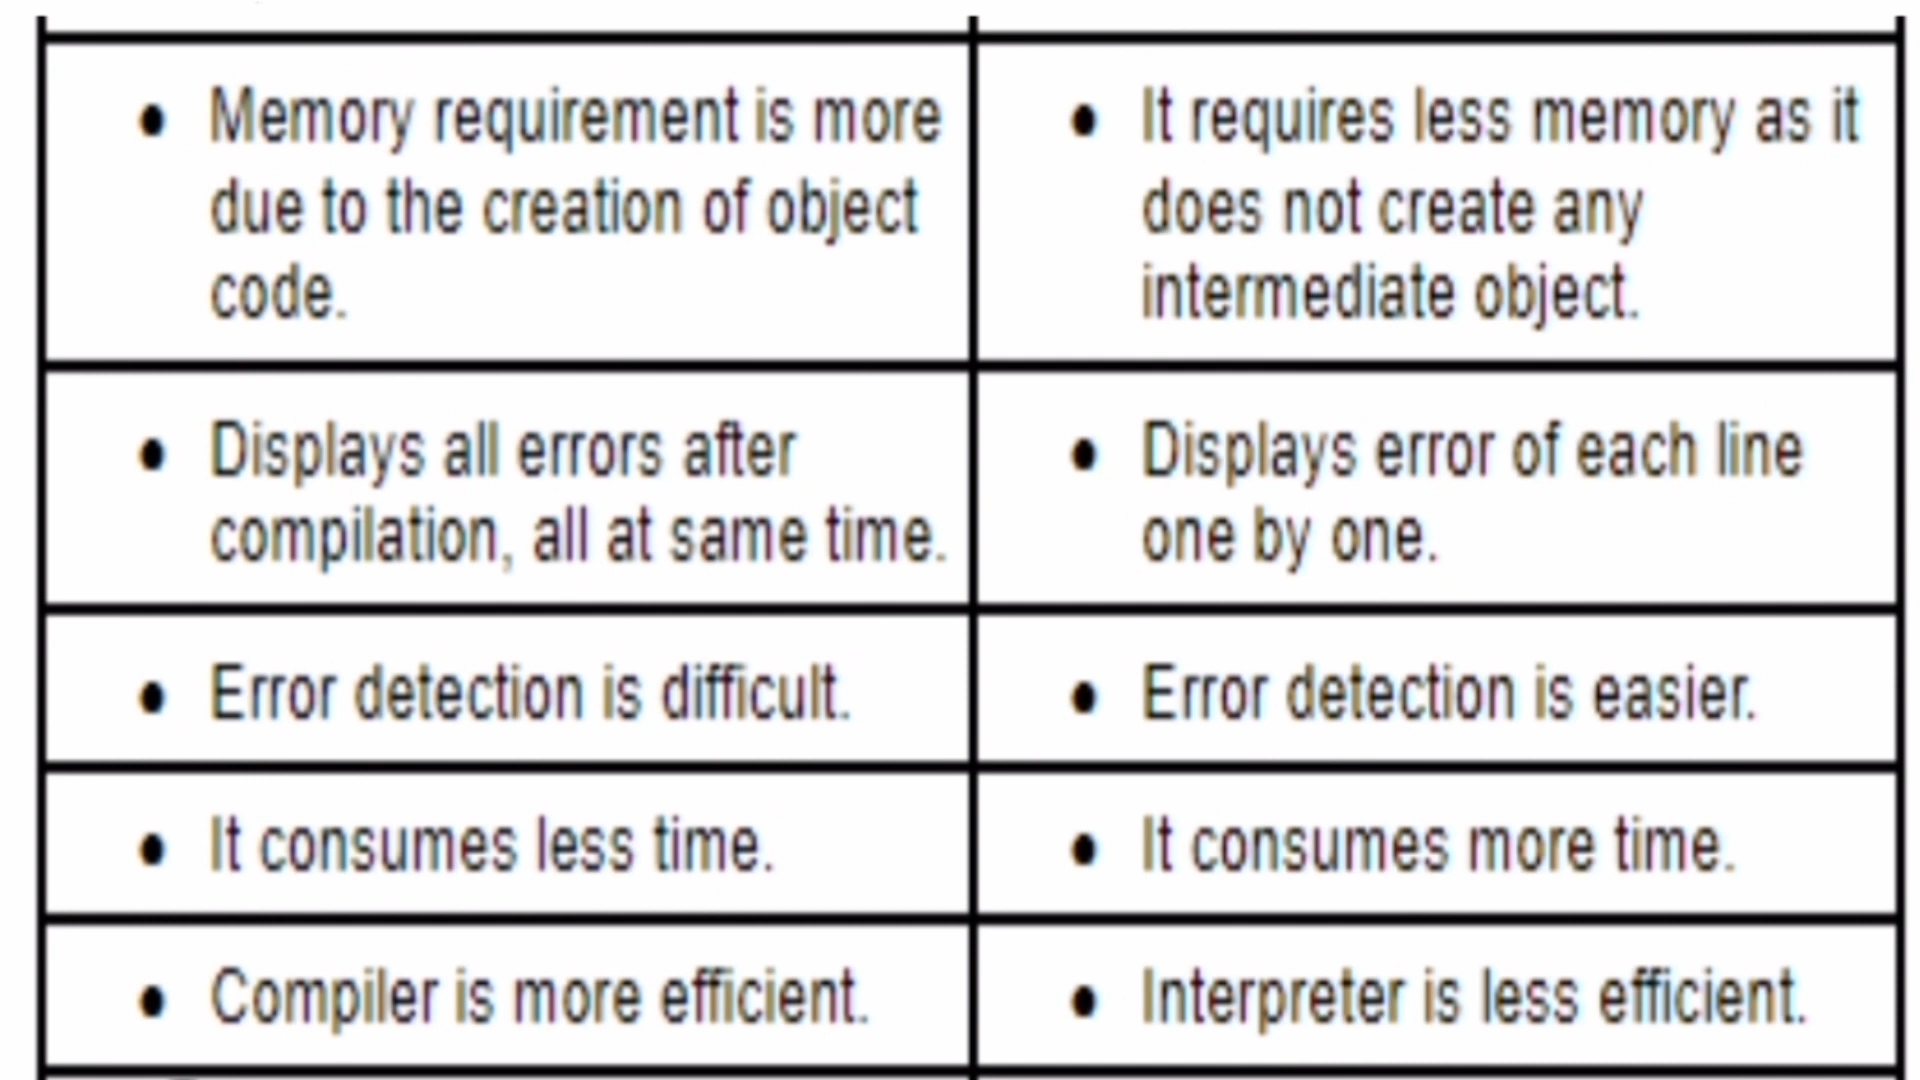 • Memory requirement is more
due to the creation of object
code.
• It requires less memory as it
does not create any
intermediate object.
• Displays all errors after
compilation, all at same time.
• Displays error of each line
one by one.
• Error detection is difficult.
• Error detection is easier.
• It consumes less time.
• It consumes more time.
• Compiler is more efficient.
• Interpreter is less efficient.